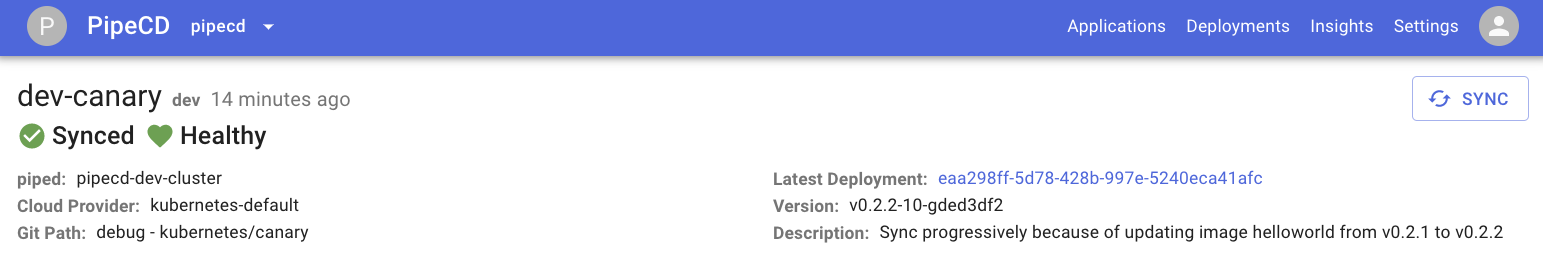 P PipeCD pipecd Applications Deployments Insights Settings
dev-canary dev 14 minutes ago
SYNC
Synced Healthy
piped: pipecd-dev-cluster
Cloud Provider: kubernetes-default
Git Path: debug - kubernetes/canary
Latest Deployment: eaa298ff-5d78-428b-997e-5240eca41afc
Version: v0.2.2-10-gded3df2
Description: Sync progressively because of updating image helloworld from v0.2.1 to v0.2.2